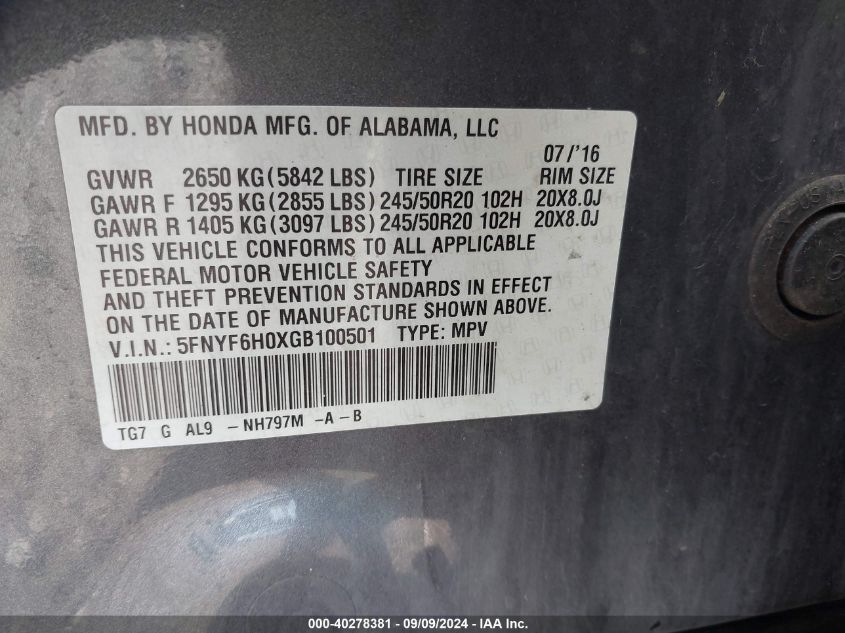 MFD. BY HONDA MFG. OF ALABAMA, LLC
07/'16
GVWR 2650 KG(5842 LBS) TIRE SIZE RIM SIZE
GAWR F 1295 KG(2855 LBS)245/50R20 102H 20X8.0J
GAWR R 1405 KG(3097 LBS)245/50R20 102H 20X8.0J
THIS VEHICLE CONFORMS TO ALL APPLICABLE
FEDERAL MOTOR VEHICLE SAFETY
AND THEFT PREVENTION STANDARDS IN EFFECT
ON THE DATE OF MANUFACTURE SHOWN ABOVE.
V.I.N.: 5FNYF6H0XGB100501 TYPE: MPV
TG7 G AL9 -NH797M -A-B
000-40278381 - 09/09/2024 - IAA Inc.